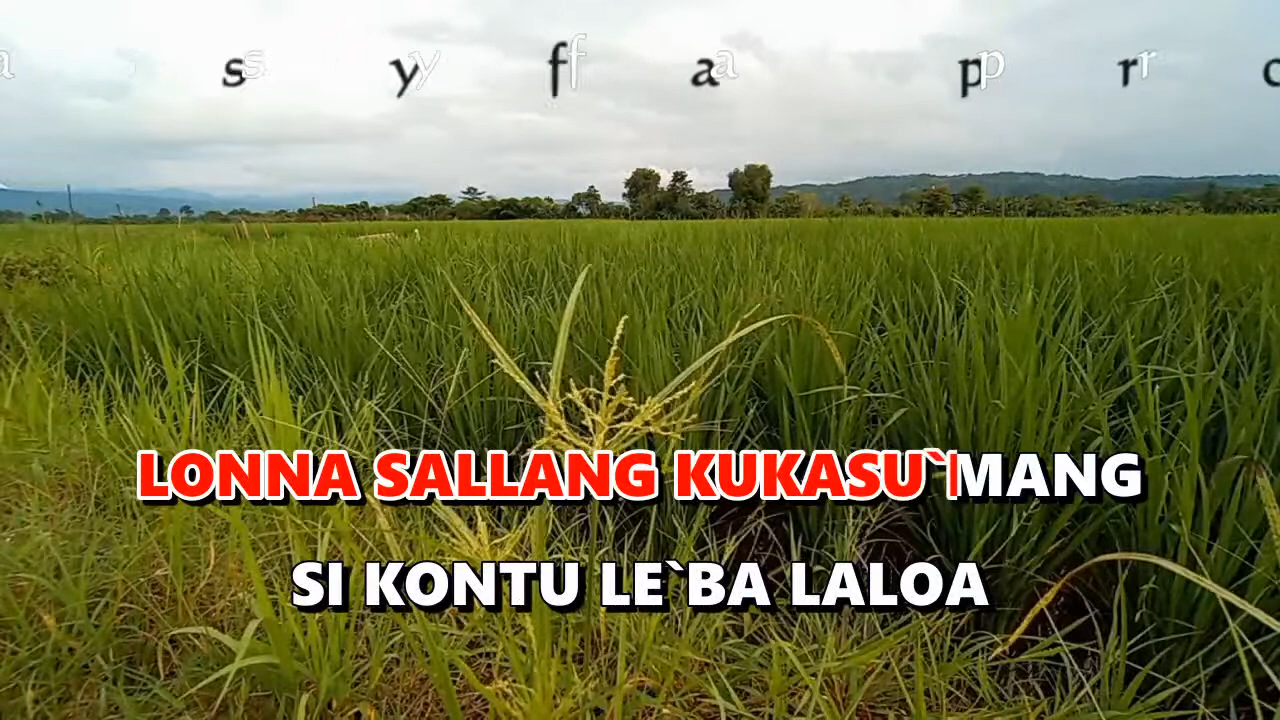 a s y f a p r o
LONNA SALLANG KUKASU`MANG
SI KONTU LE`BA LALOA